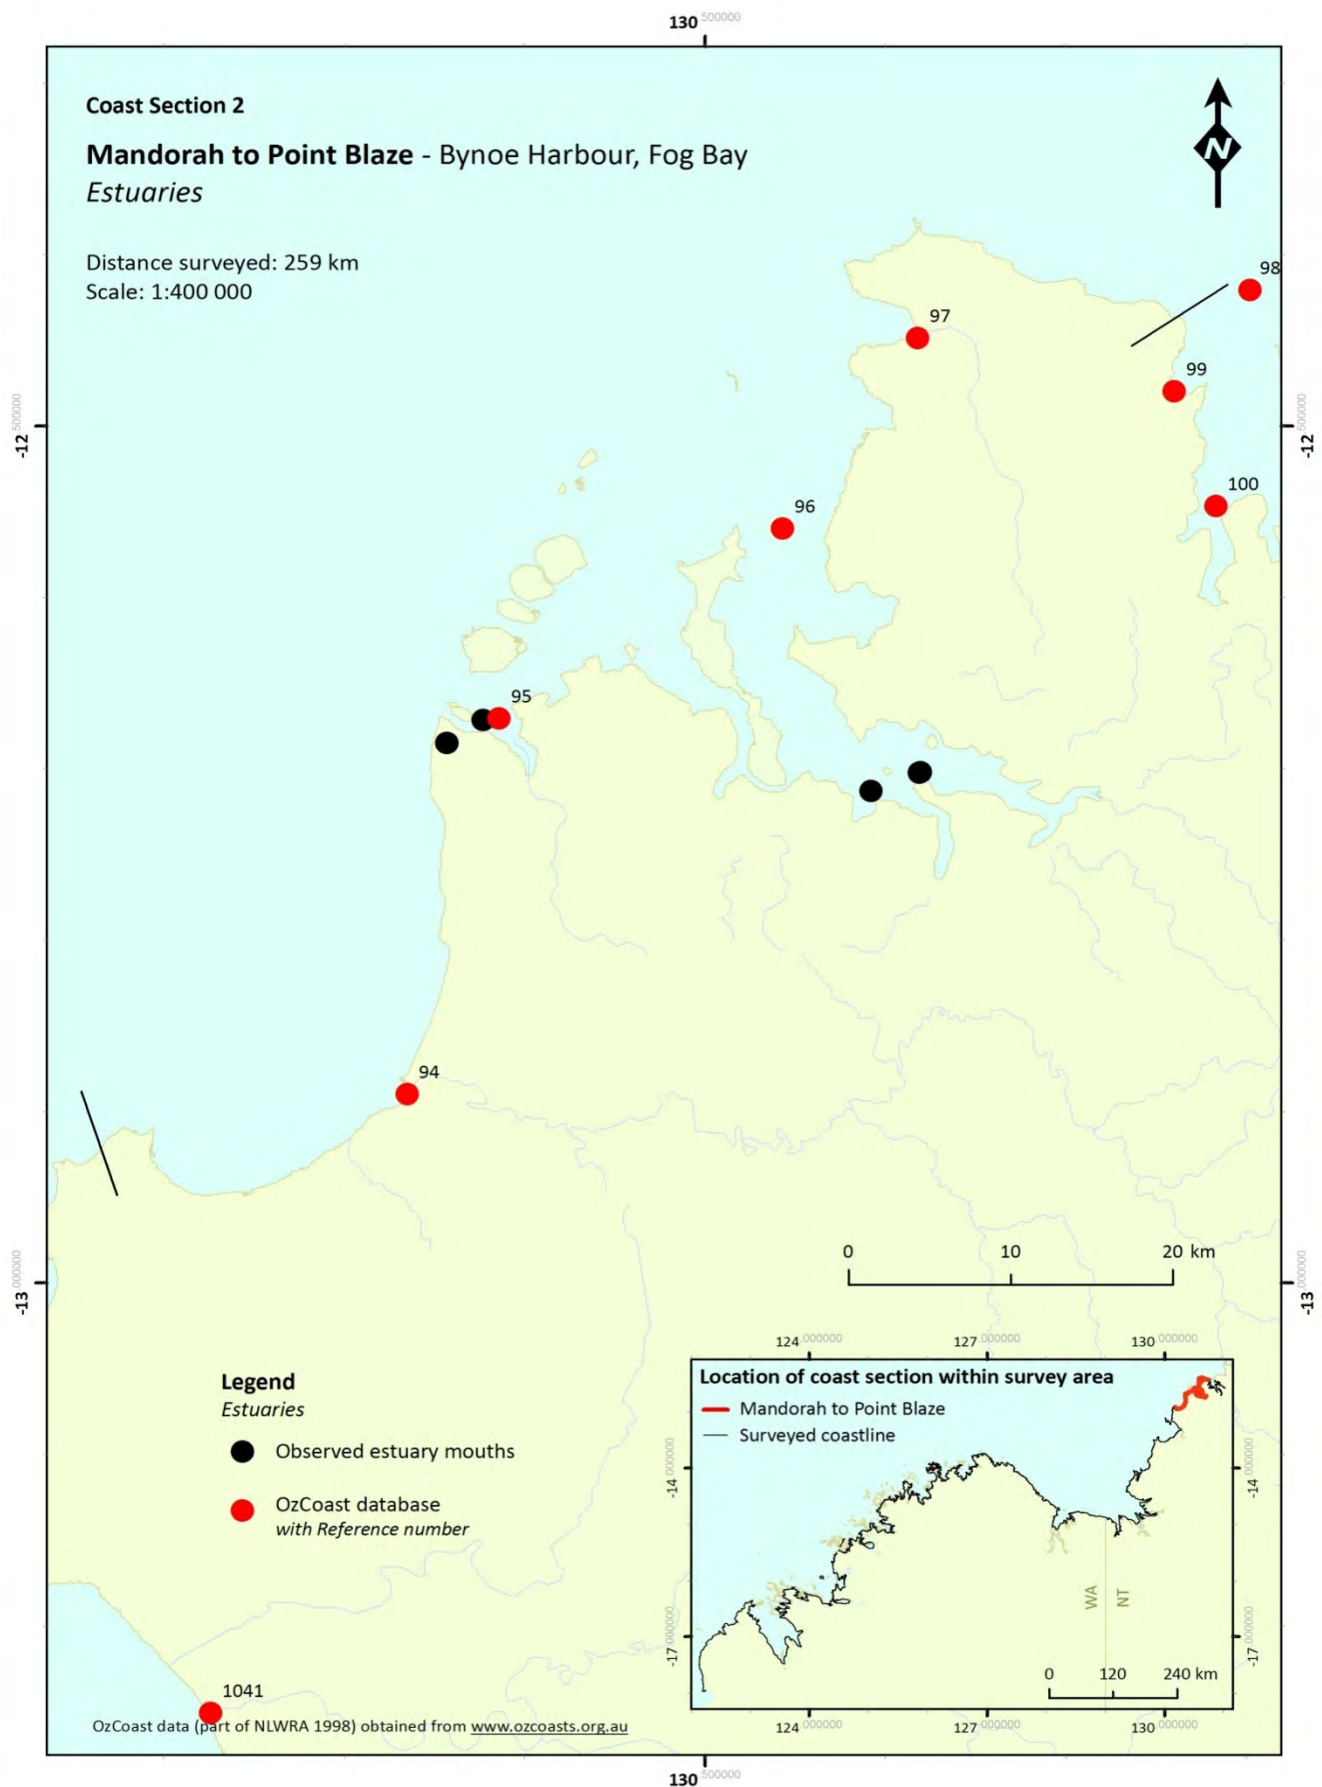 130.500000
Coast Section 2
Mandorah to Point Blaze - Bynoe Harbour, Fog Bay
Estuaries
Distance surveyed: 259 km
Scale: 1:400 000
N
98
97
99
-12.500000
-12.500000
100
96
95
94
0 10 20 km
-13.000000
-13.000000
124.000000 127.000000 130.000000
Legend
Estuaries
Observed estuary mouths
OzCoast database
with Reference number
Location of coast section within survey area
Mandorah to Point Blaze
Surveyed coastline
-14.000000
-14.000000
WA
NT
-17.000000
-17.000000
0 120 240 km
1041
OzCoast data (part of NLWRA 1998) obtained from www.ozcoasts.org.au
124.000000 127.000000 130.000000
130.500000